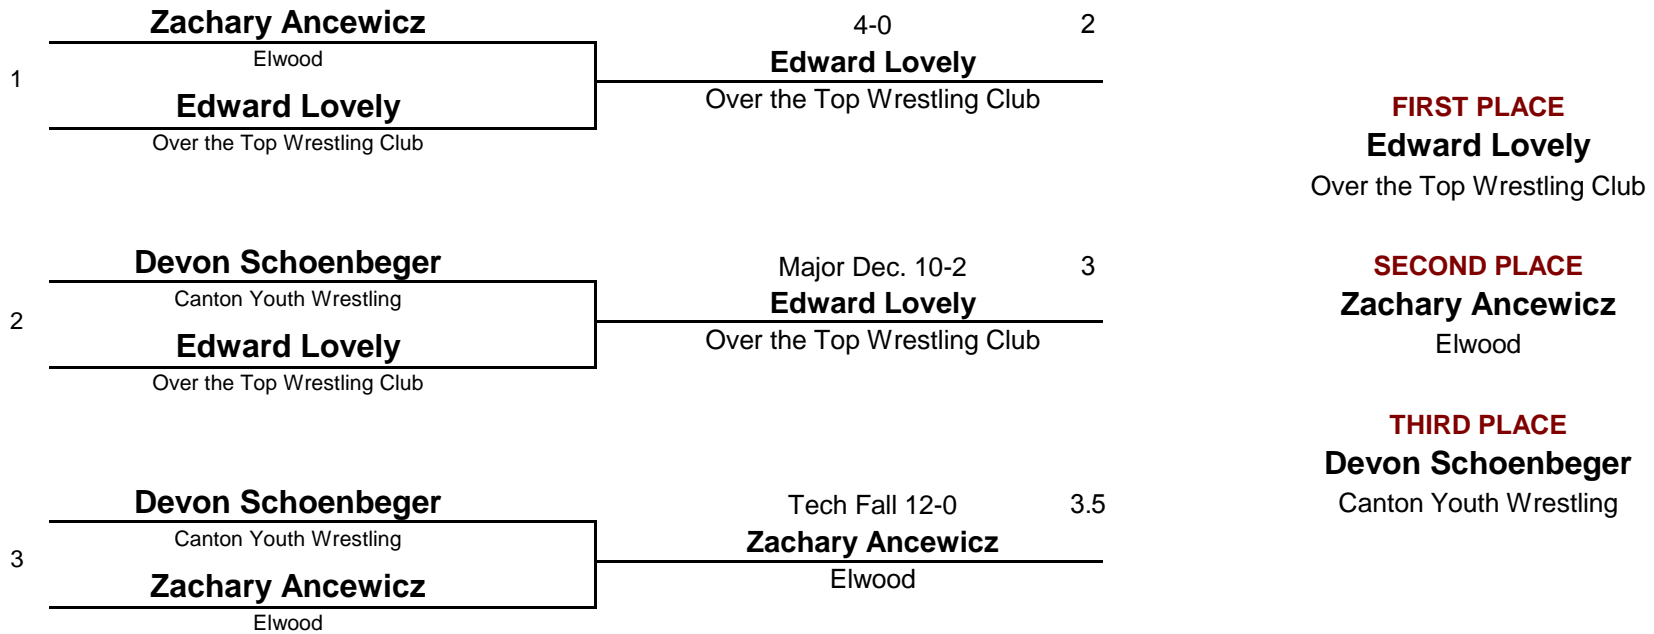 Zachary Ancewicz
Elwood
1
Edward Lovely
Over the Top Wrestling Club
4-0 2
Edward Lovely
Over the Top Wrestling Club
Devon Schoenbeger
Canton Youth Wrestling
2
Edward Lovely
Over the Top Wrestling Club
Major Dec. 10-2 3
Edward Lovely
Over the Top Wrestling Club
Devon Schoenbeger
Canton Youth Wrestling
3
Zachary Ancewicz
Elwood
Tech Fall 12-0 3.5
Zachary Ancewicz
Elwood
FIRST PLACE
Edward Lovely
Over the Top Wrestling Club
SECOND PLACE
Zachary Ancewicz
Elwood
THIRD PLACE
Devon Schoenbeger
Canton Youth Wrestling